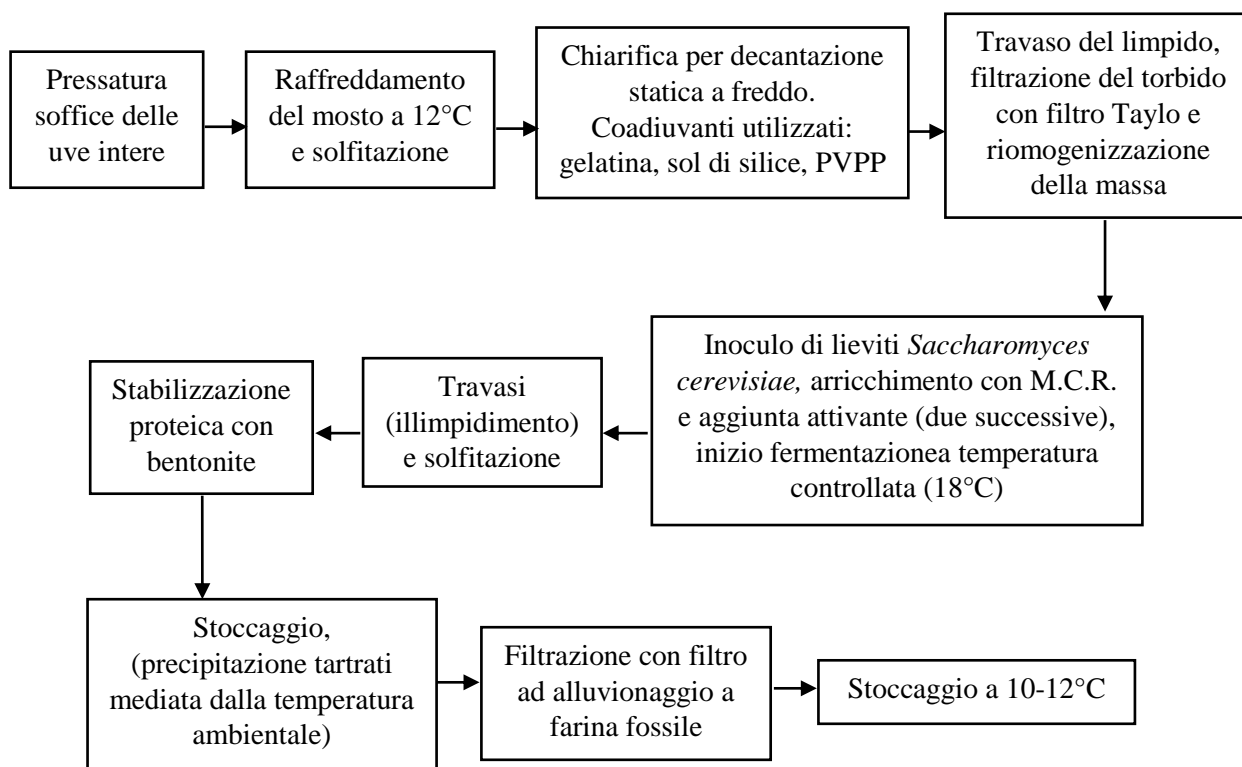 Pressatura
soffice delle
uve intere
Raffreddamento
del mosto a 12°C
e solfitazione
Chiarifica per decantazione
statica a freddo.
Coadiuvanti utilizzati:
gelatina, sol di silice, PVPP
Travaso del limpido,
filtrazione del torbido
con filtro Taylo e
riomogenizzazione
della massa
Inoculo di lieviti Saccharomyces
cerevisiae, arricchimento con M.C.R.
e aggiunta attivante (due successive),
inizio fermentazionea temperatura
controllata (18°C)
Travasi
(illimpidimento)
e solfitazione
Stabilizzazione
proteica con
bentonite
Stoccaggio,
(precipitazione tartrati
mediata dalla temperatura
ambientale)
Filtrazione con filtro
ad alluvionaggio a
farina fossile
Stoccaggio a 10-12°C